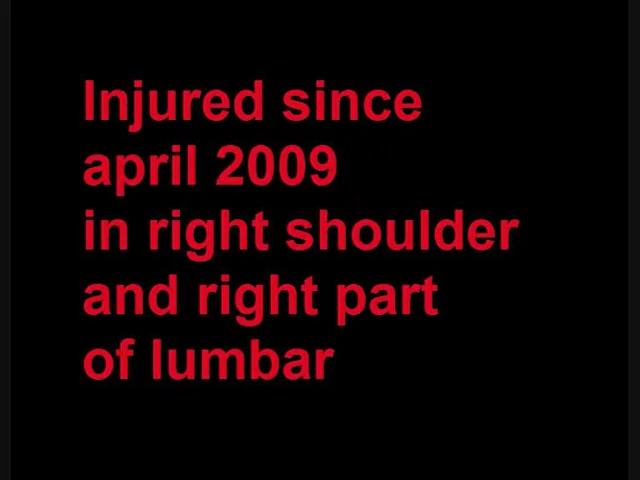 Injured since
april 2009
in right shoulder
and right part
of lumbar